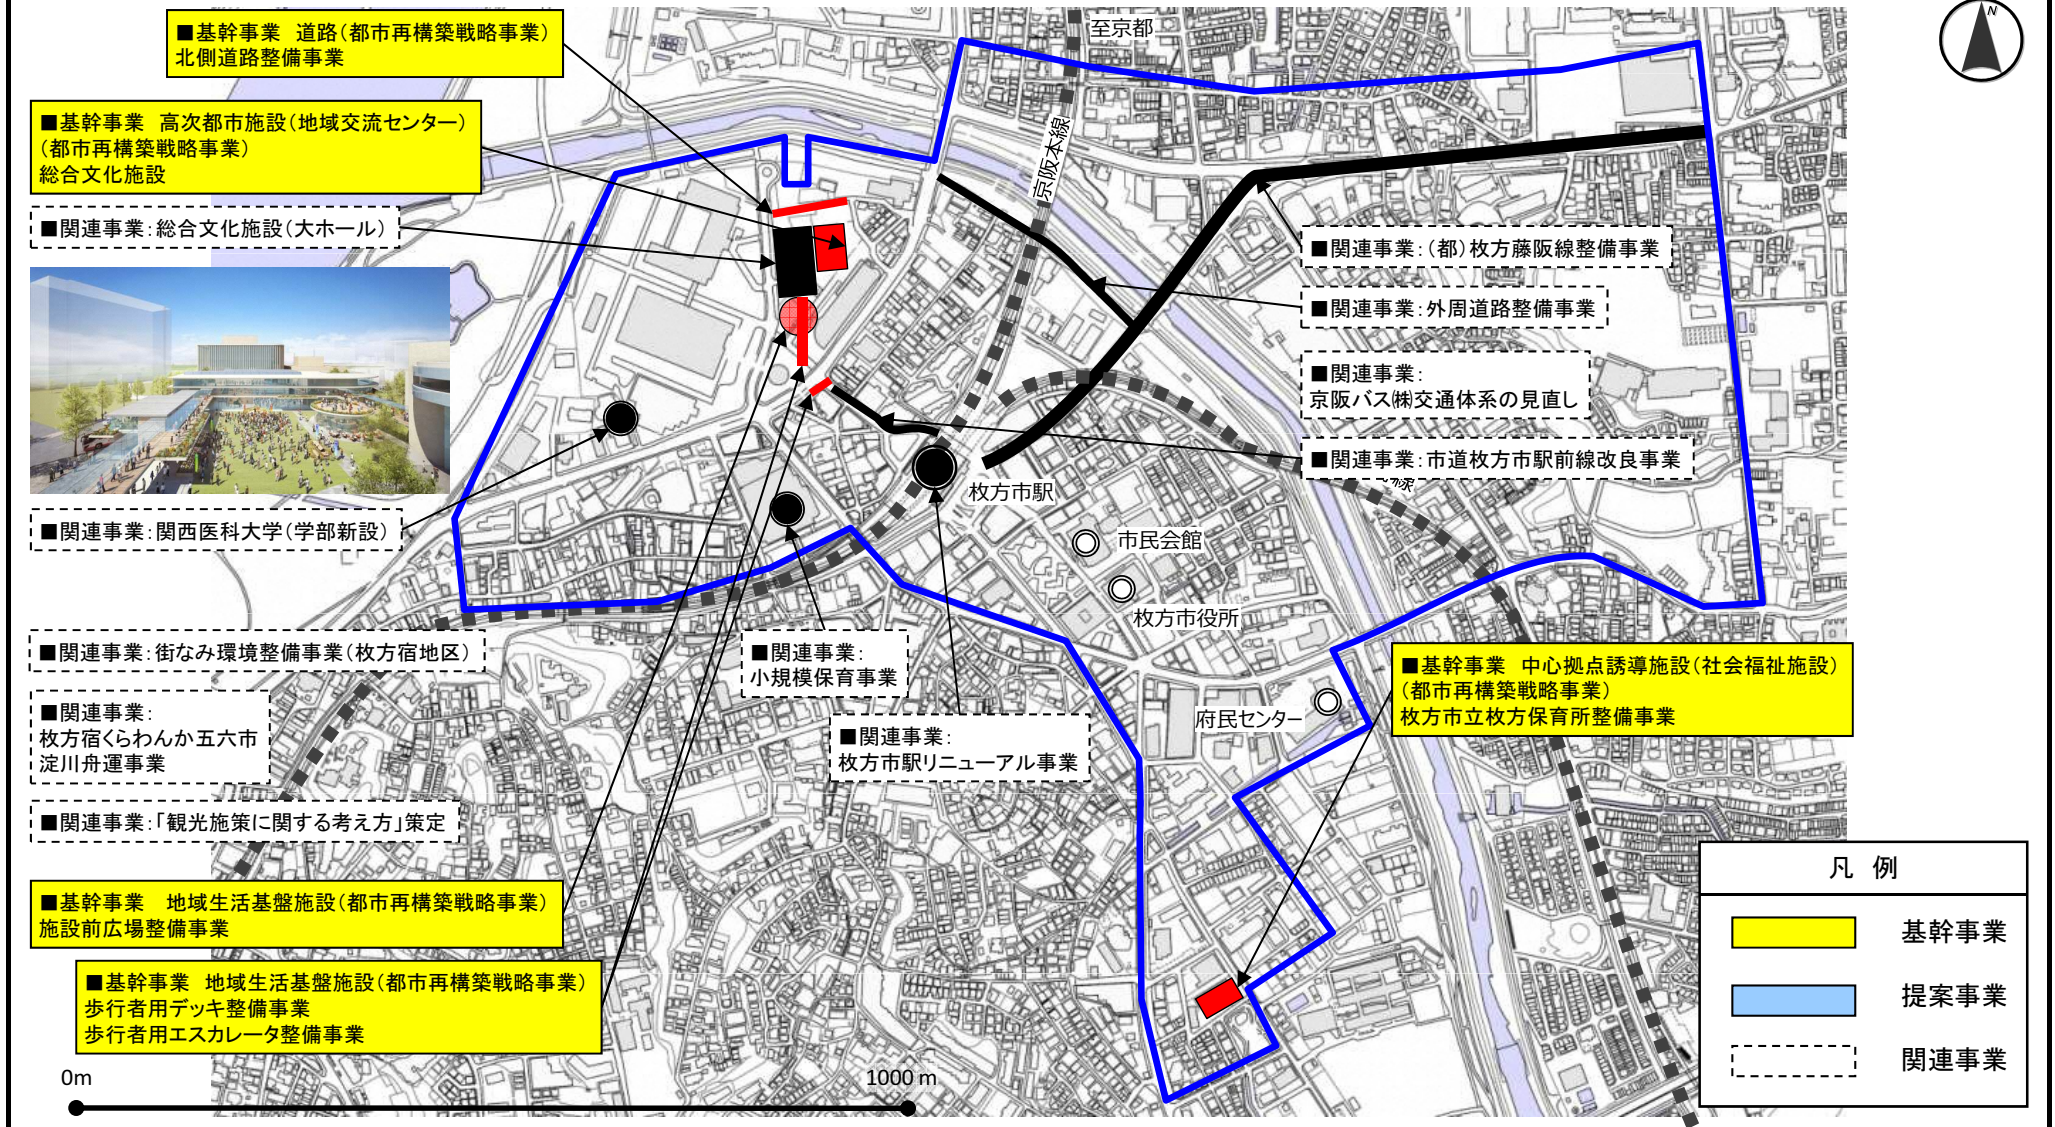 ■基幹事業 道路(都市再構築戦略事業)
北側道路整備事業
■基幹事業 高次都市施設(地域交流センター)
(都市再構築戦略事業)
総合文化施設
■関連事業:総合文化施設(大ホール)
■関連事業:関西医科大学(学部新設)
■関連事業:街なみ環境整備事業(枚方宿地区)
■関連事業:
枚方宿くらわんか五六市
淀川舟運事業
■関連事業:「観光施策に関する考え方」策定
■基幹事業 地域生活基盤施設(都市再構築戦略事業)
施設前広場整備事業
■基幹事業 地域生活基盤施設(都市再構築戦略事業)
歩行者用デッキ整備事業
歩行者用エスカレータ整備事業
0m
1000 m
至京都
京阪本線
枚方市駅
市民会館
枚方市役所
府民センター
■関連事業:
小規模保育事業
■関連事業:
枚方市駅リニューアル事業
N
■関連事業:(都)枚方藤阪線整備事業
■関連事業:外周道路整備事業
■関連事業:
京阪バス㈱交通体系の見直し
■関連事業:市道枚方市駅前線改良事業
線
■基幹事業 中心拠点誘導施設(社会福祉施設)
(都市再構築戦略事業)
枚方市立枚方保育所整備事業
凡 例
基幹事業
提案事業
関連事業